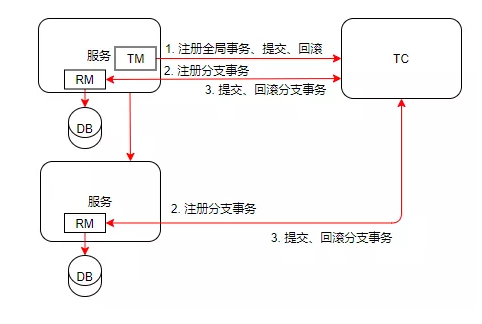 服务
TM
1. 注册全局事务、提交、回滚
TC
RM
2. 注册分支事务
3. 提交、回滚分支事务
DB
服务
RM
2. 注册分支事务
3. 提交、回滚分支事务
DB